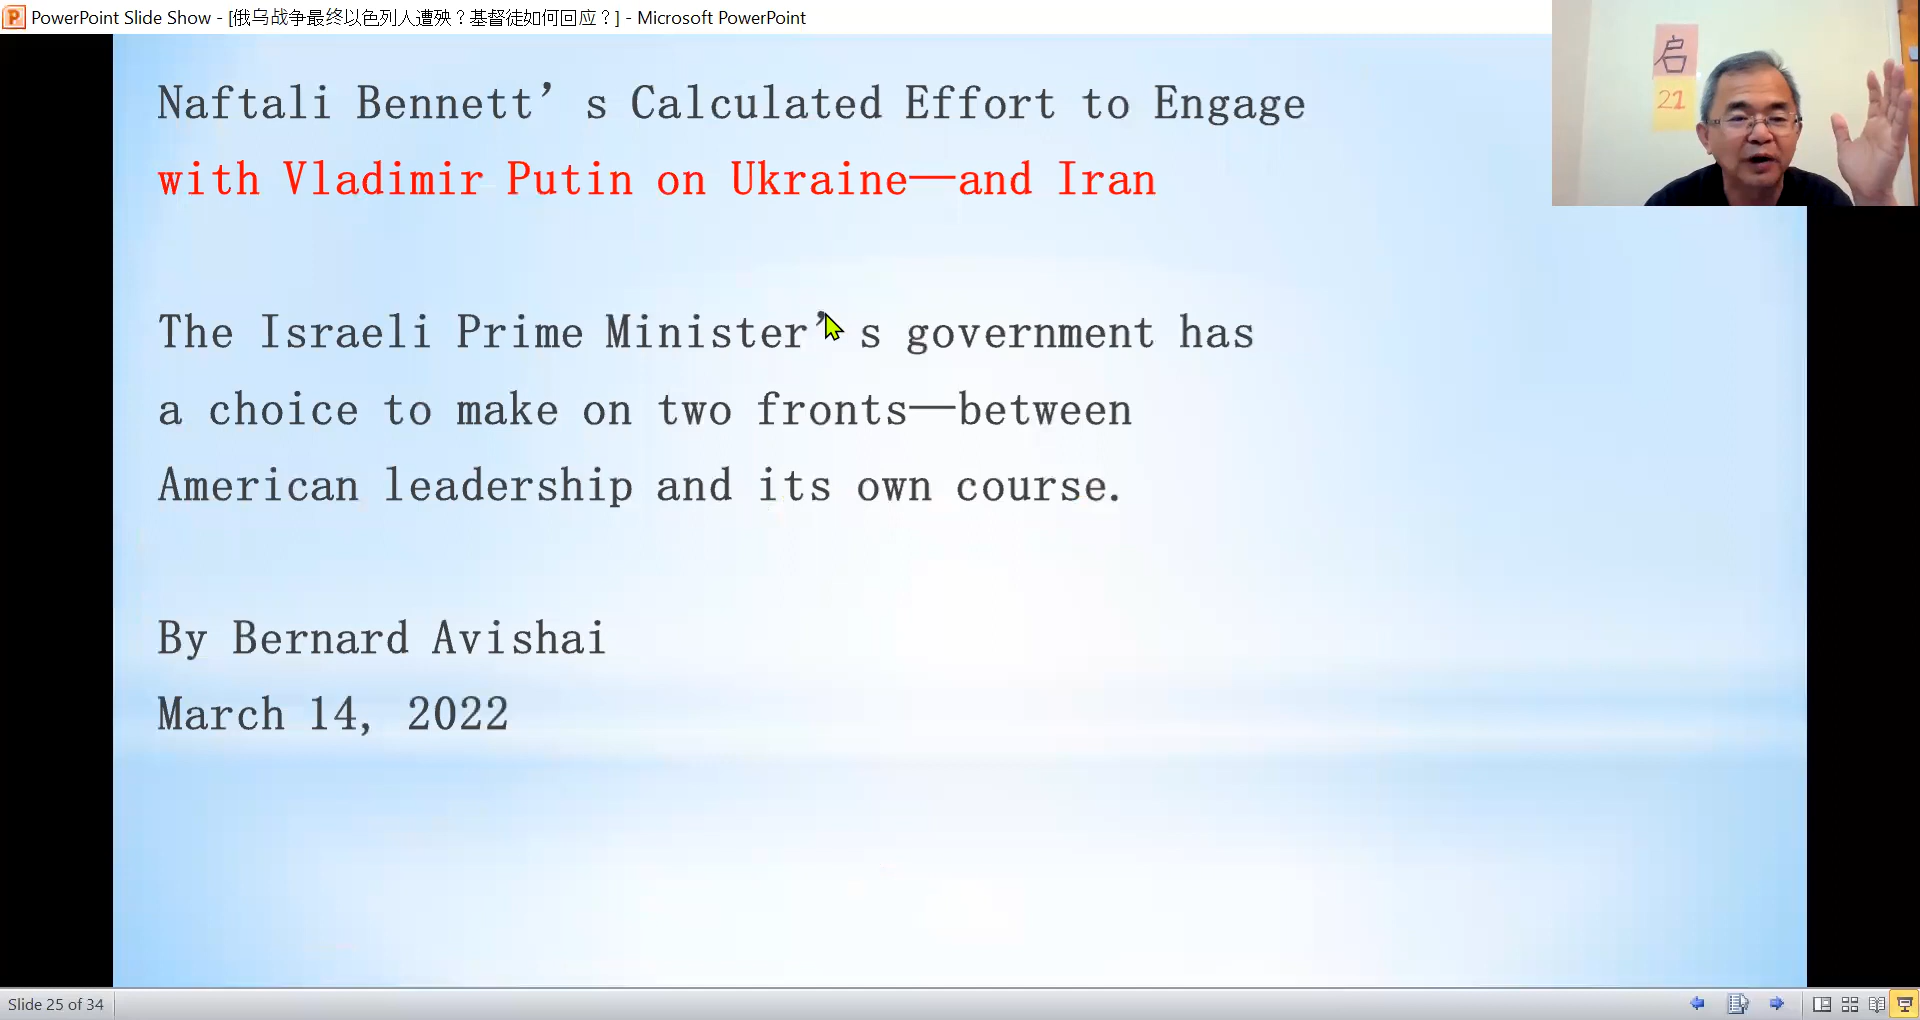 PowerPoint Slide Show - [俄乌战争最终以色列人遭殃？基督徒如何回应？] - Microsoft PowerPoint
启
21
Naftali Bennett’s Calculated Effort to Engage
with Vladimir Putin on Ukraine—and Iran
The Israeli Prime Minister’s government has
a choice to make on two fronts—between
American leadership and its own course.
By Bernard Avishai
March 14, 2022
Slide 25 of 34